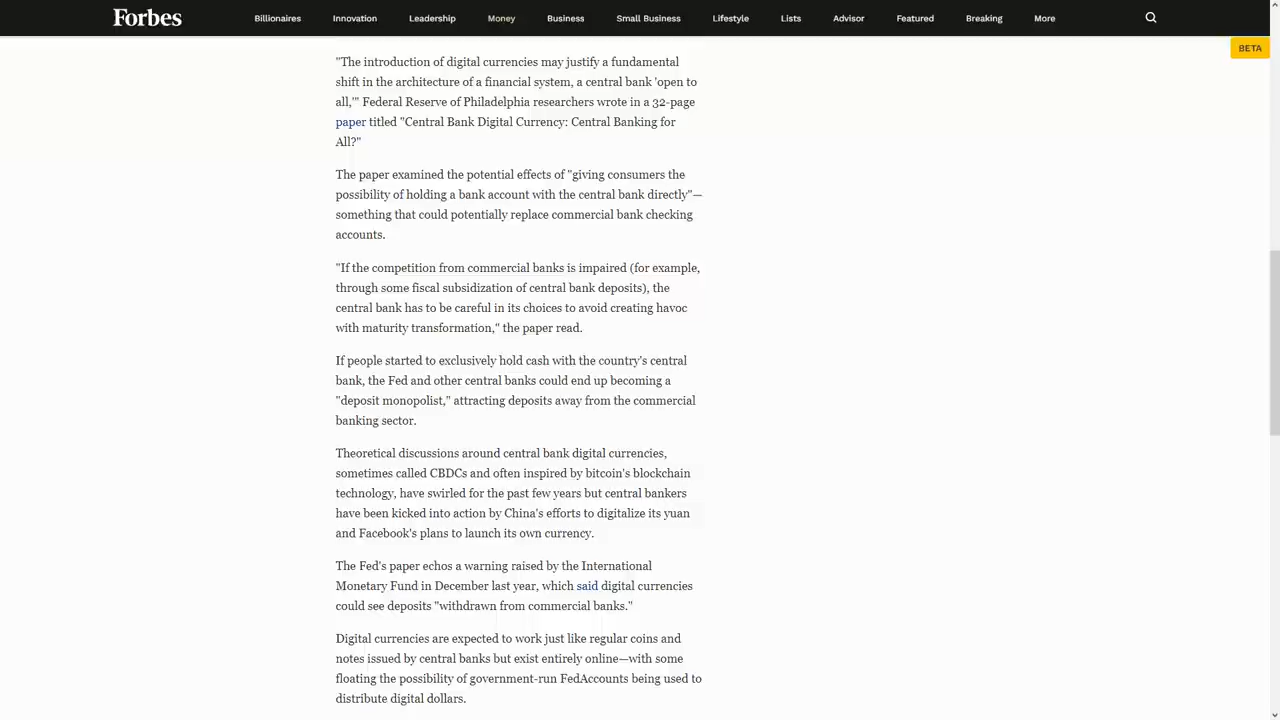 Forbes
Billionaires Innovation Leadership Money Business Small Business Lifestyle Lists Advisor Featured Breaking More
BETA
"The introduction of digital currencies may justify a fundamental
shift in the architecture of a financial system, a central bank 'open to
all,'" Federal Reserve of Philadelphia researchers wrote in a 32-page
paper titled "Central Bank Digital Currency: Central Banking for
All?"
The paper examined the potential effects of "giving consumers the
possibility of holding a bank account with the central bank directly"—
something that could potentially replace commercial bank checking
accounts.
"If the competition from commercial banks is impaired (for example,
through some fiscal subsidization of central bank deposits), the
central bank has to be careful in its choices to avoid creating havoc
with maturity transformation," the paper read.
If people started to exclusively hold cash with the country's central
bank, the Fed and other central banks could end up becoming a
"deposit monopolist," attracting deposits away from the commercial
banking sector.
Theoretical discussions around central bank digital currencies,
sometimes called CBDCs and often inspired by bitcoin's blockchain
technology, have swirled for the past few years but central bankers
have been kicked into action by China's efforts to digitalize its yuan
and Facebook's plans to launch its own currency.
The Fed's paper echos a warning raised by the International
Monetary Fund in December last year, which said digital currencies
could see deposits "withdrawn from commercial banks."
Digital currencies are expected to work just like regular coins and
notes issued by central banks but exist entirely online—with some
floating the possibility of government-run FedAccounts being used to
distribute digital dollars.